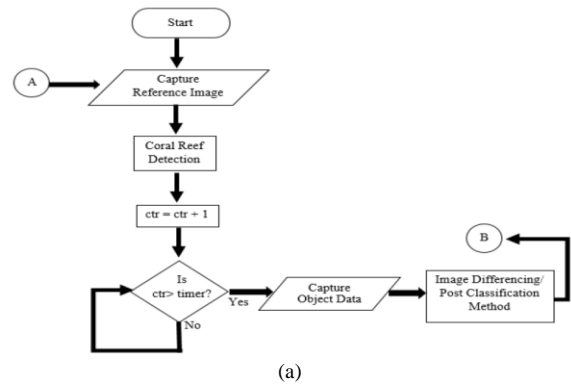 Start
A
Capture
Reference Image
Coral Reef
Detection
ctr = ctr + 1
Is
ctr> timer?
Yes
No
Capture
Object Data
Image Differencing/
Post Classification
Method
B
(a)